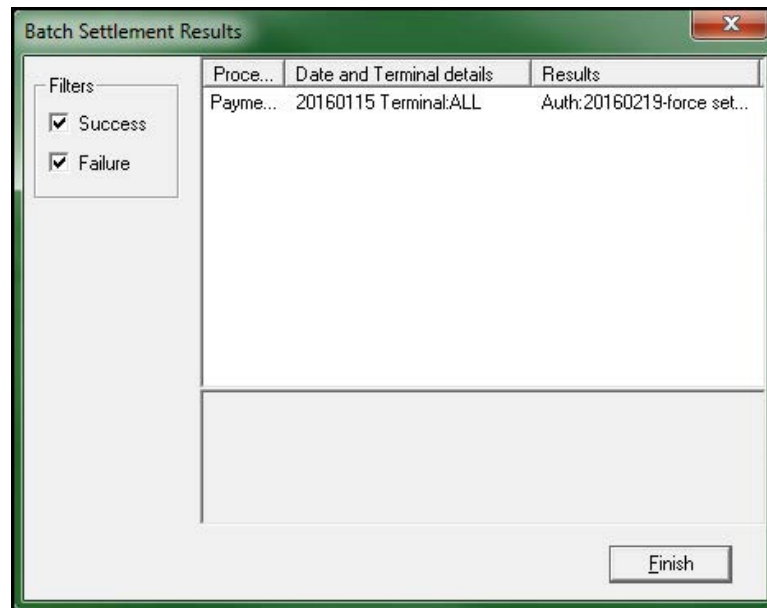 Batch Settlement Results
X
Filters
Success
Failure
Proce... Date and Terminal details Results
Payme... 20160115 Terminal:ALL Auth:20160219-force set...
Finish